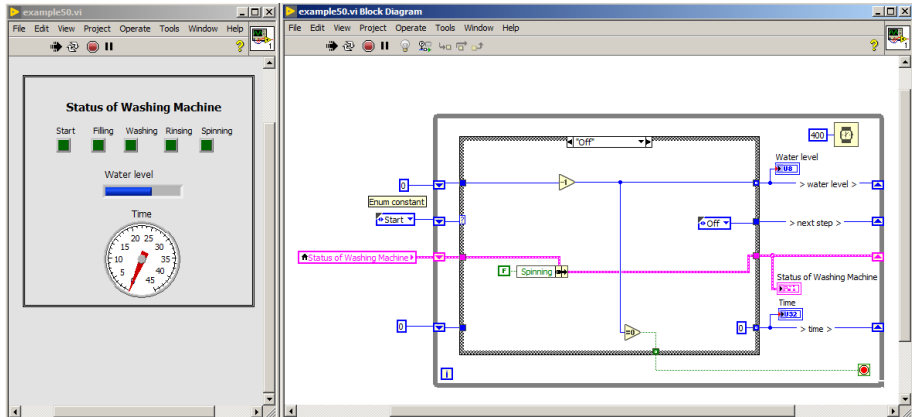 example50.vi
File Edit View Project Operate Tools Window Help
? 1
Status of Washing Machine
Start Filling Washing Rinsing Spinning
Water level
Time
20 25
15 30
10 35
5 40
0 45
example50.vi Block Diagram
File Edit View Project Operate Tools Window Help
? 1
400
"Off"
Water level
U8
0
-1
> water level >
Enum constant
Start
?
Off
> next step >
Status of Washing Machine
F
Spinning
Status of Washing Machine
Time
U32
0
=0
0
> time >
i